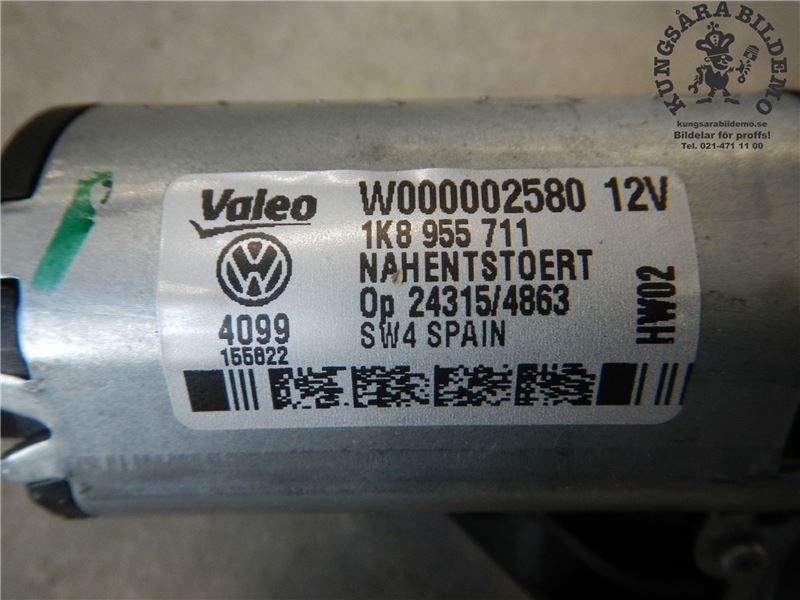 KUNGSÅRA BILDEMO
kungsarabildemo.se
Bildelar för proffs!
Tel. 021-471 11 00
Valeo W000002580 12V
1K8 955 711
NAHENTSTOERT
Op 24315/4863
4099 SW4 SPAIN
155822
HW02